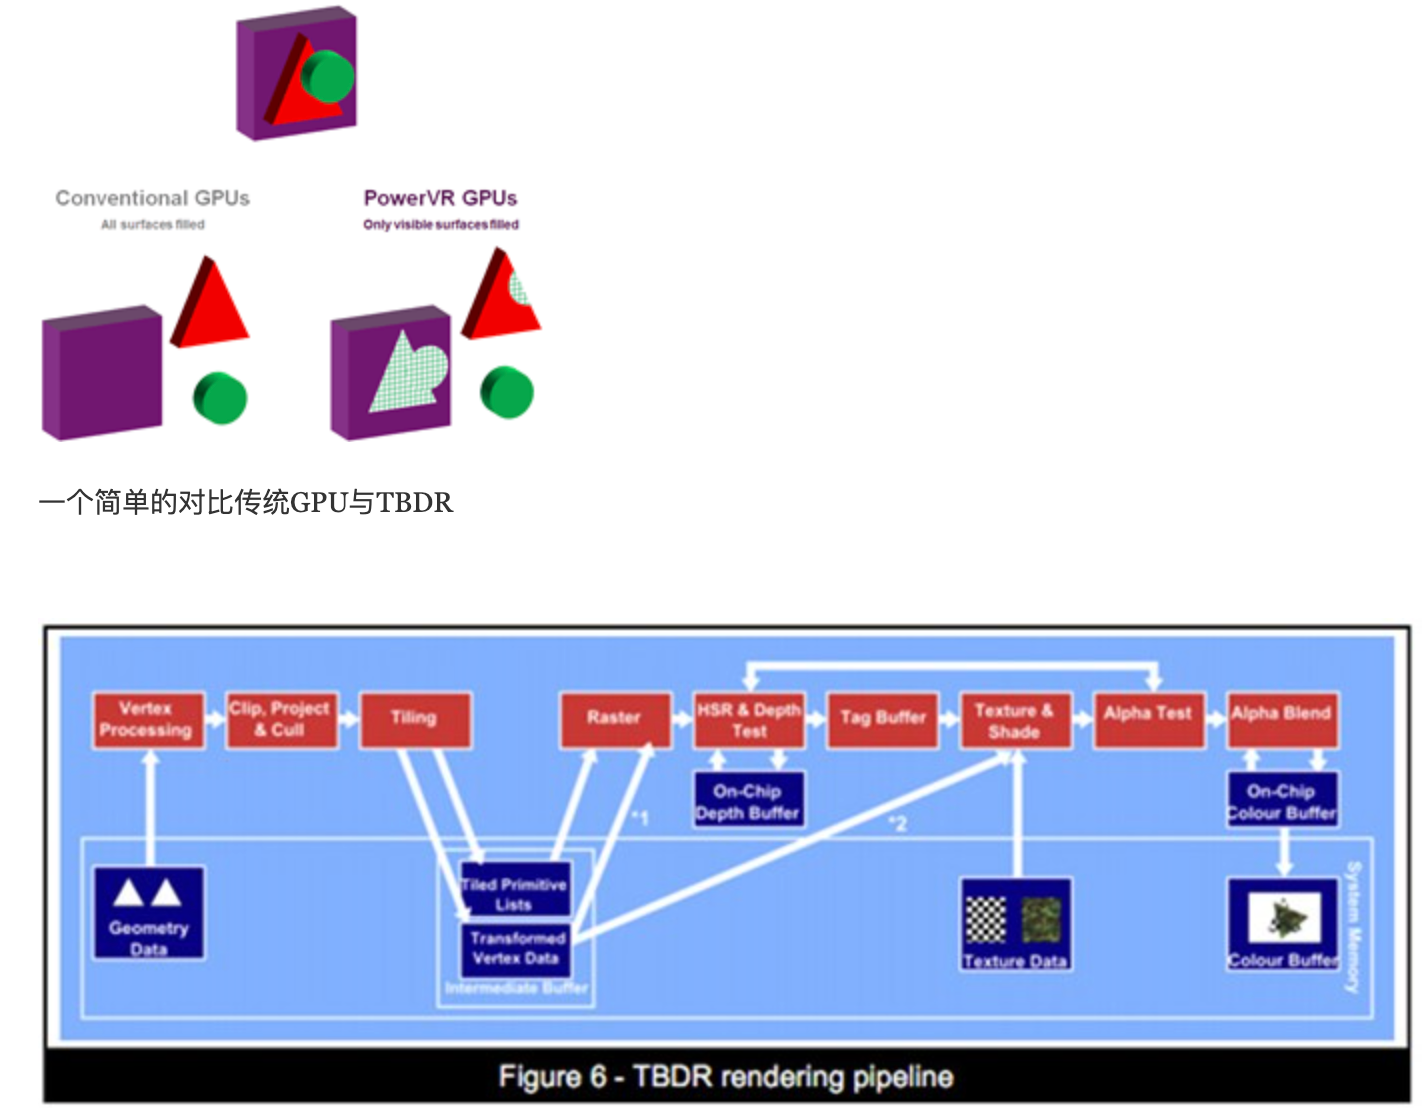 Conventional GPUs
All surfaces filled
PowerVR GPUs
Only visible surfaces filled
一个简单的对比传统GPU与TBDR
Vertex
Processing
Clip, Project
& Cull
Tiling
Raster
HSR & Depth
Test
Tag Buffer
Texture &
Shade
Alpha Test
Alpha Blend
On-Chip
Depth Buffer
On-Chip
Colour Buffer
*1
*2
Geometry
Data
Tiled Primitive
Lists
Transformed
Vertex Data
Intermediate Buffer
Texture Data
Colour Buffer
System Memory
Figure 6 - TBDR rendering pipeline